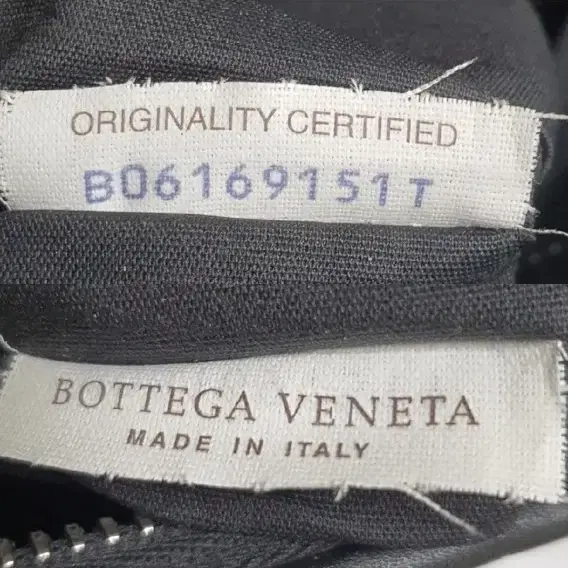 ORIGINALITY CERTIFIED
B06169151T
BOTTEGA VENETA
MADE IN ITALY